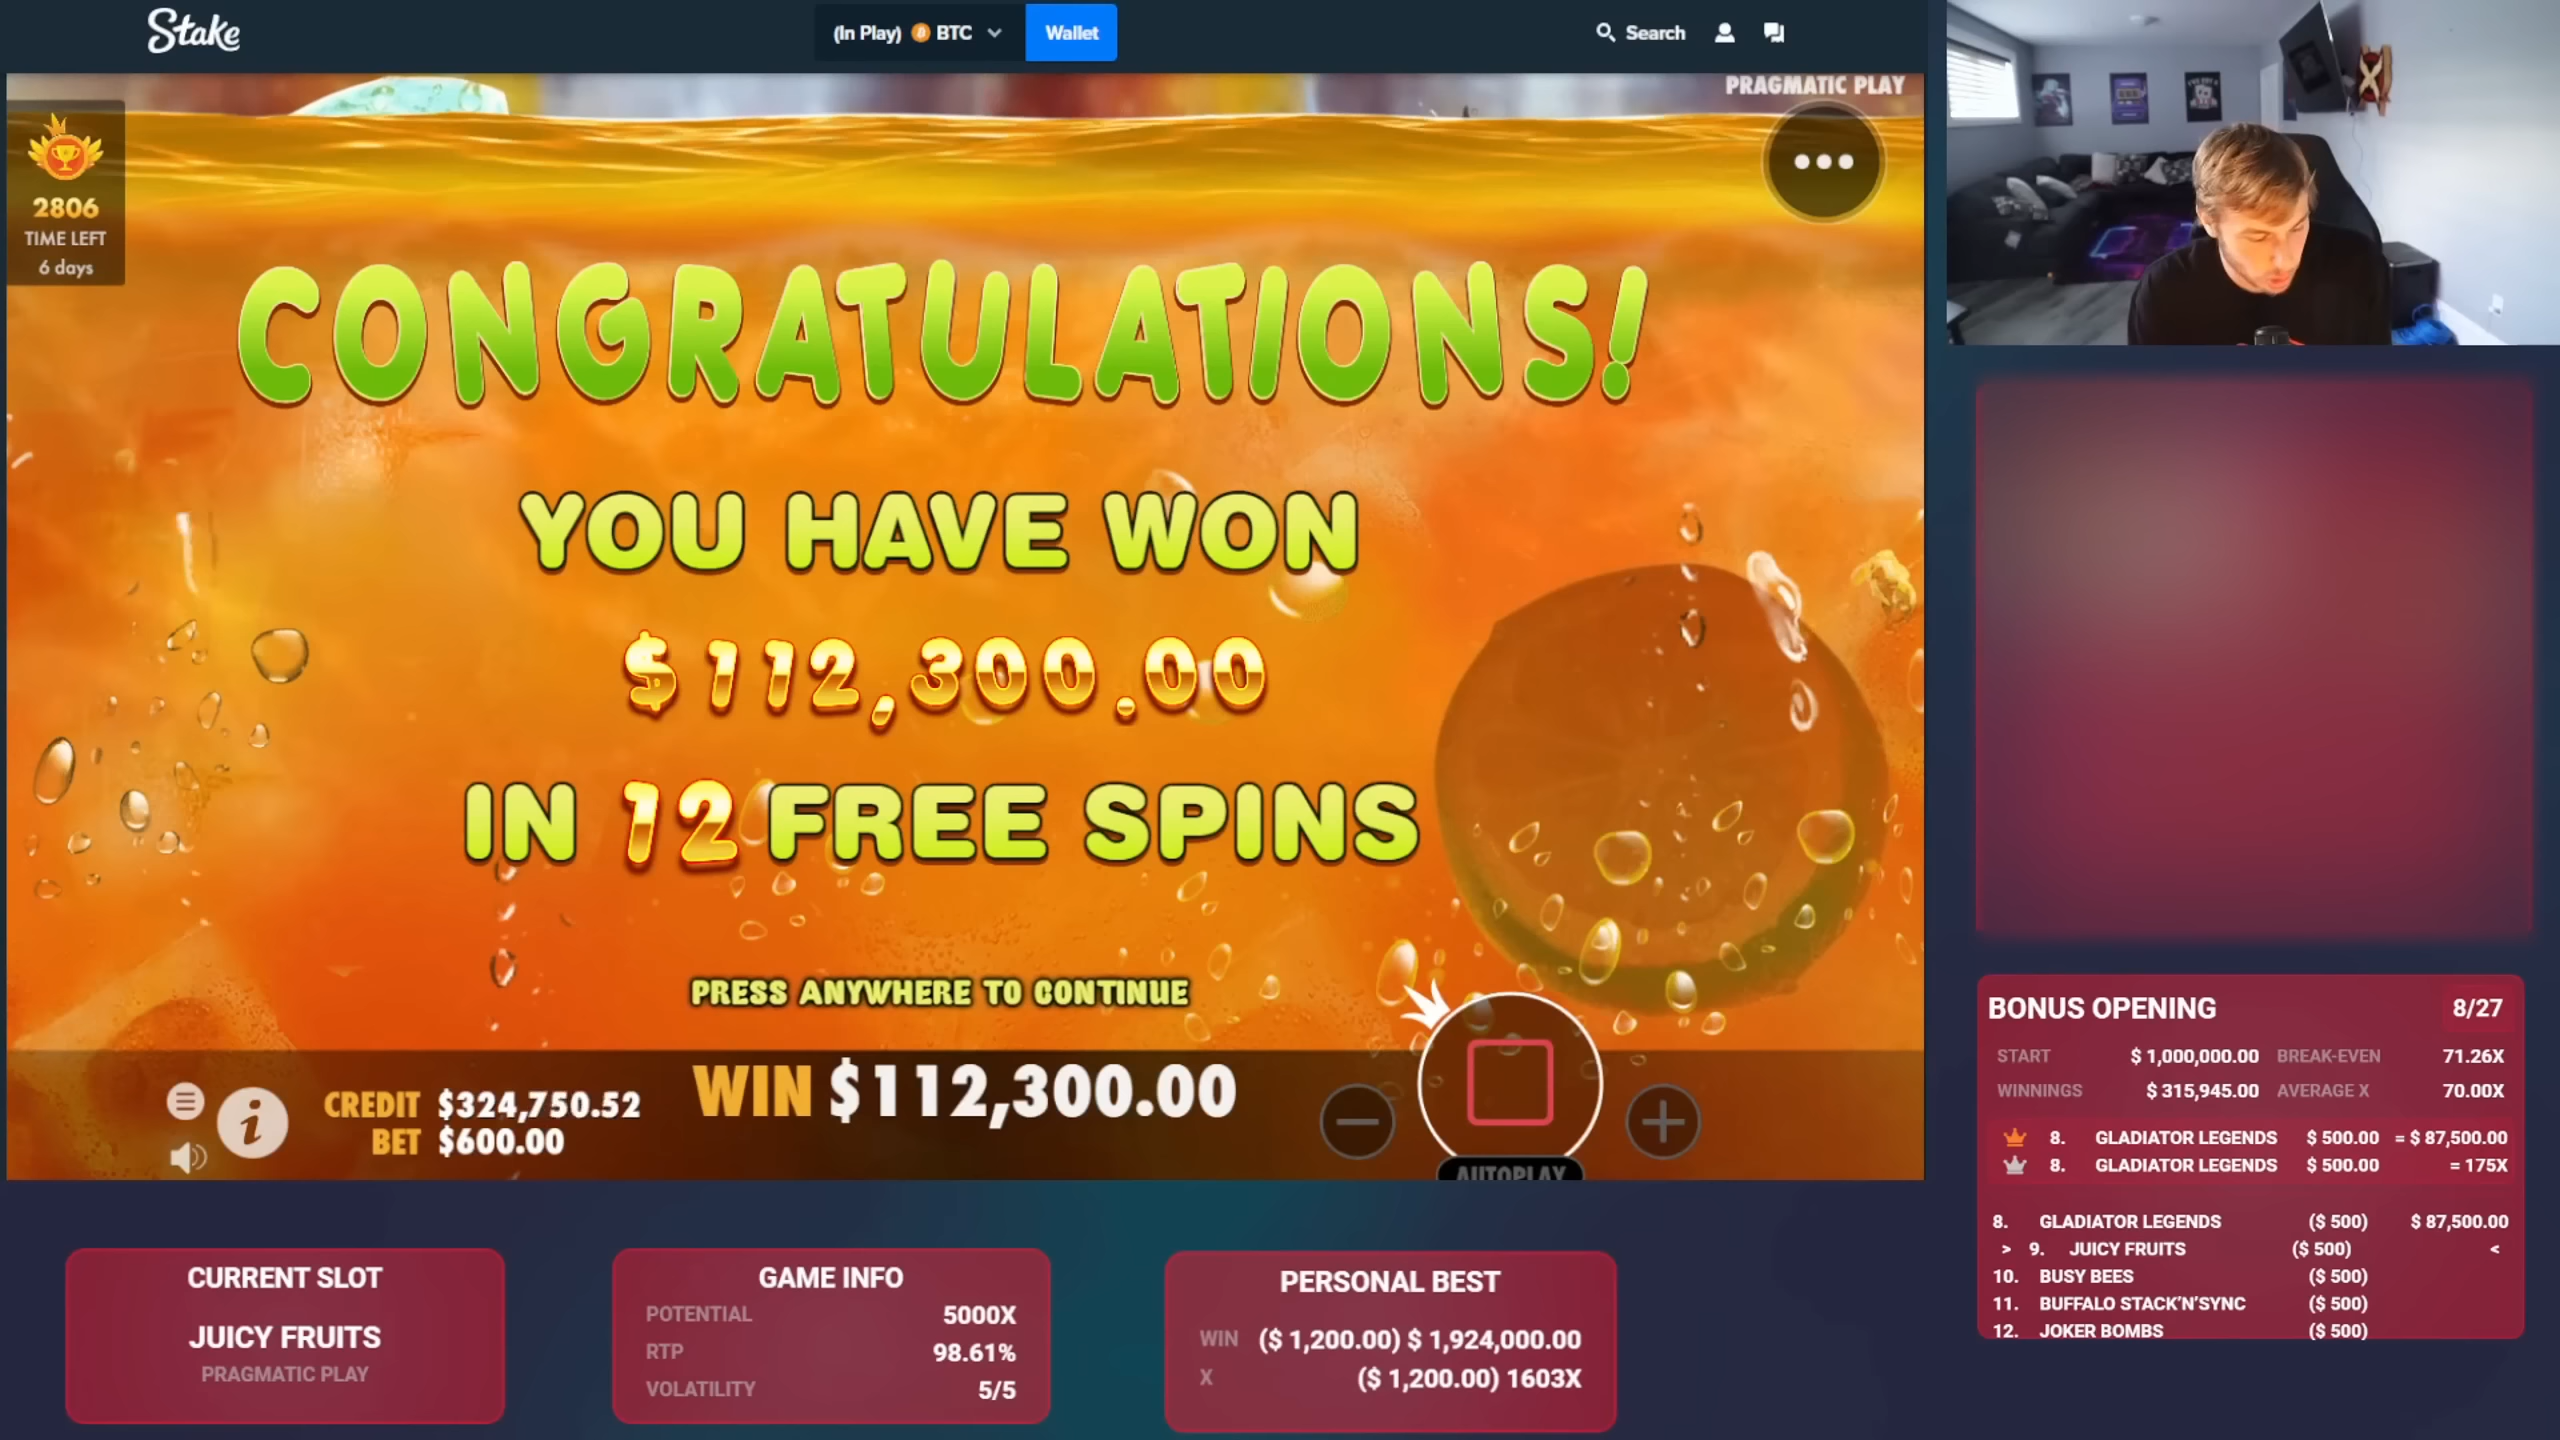 Stake
(In Play) BTC
Wallet
Search
PRAGMATIC PLAY
2806
TIME LEFT
6 days
CONGRATULATIONS!
YOU HAVE WON
$112,300.00
IN 12 FREE SPINS
PRESS ANYWHERE TO CONTINUE
CREDIT $324,750.52
BET $600.00
WIN $112,300.00
AUTOPLAY
CURRENT SLOT
JUICY FRUITS
PRAGMATIC PLAY
GAME INFO
POTENTIAL 5000X
RTP 98.61%
VOLATILITY 5/5
PERSONAL BEST
WIN ($ 1,200.00) $ 1,924,000.00
X ($ 1,200.00) 1603X
BONUS OPENING 8/27
START $ 1,000,000.00 BREAK-EVEN 71.26X
WINNINGS $ 315,945.00 AVERAGE X 70.00X
8. GLADIATOR LEGENDS $ 500.00 = $ 87,500.00
8. GLADIATOR LEGENDS $ 500.00 = 175X
8. GLADIATOR LEGENDS ($ 500) $ 87,500.00
> 9. JUICY FRUITS ($ 500) <
10. BUSY BEES ($ 500)
11. BUFFALO STACK'N'SYNC ($ 500)
12. JOKER BOMBS ($ 500)